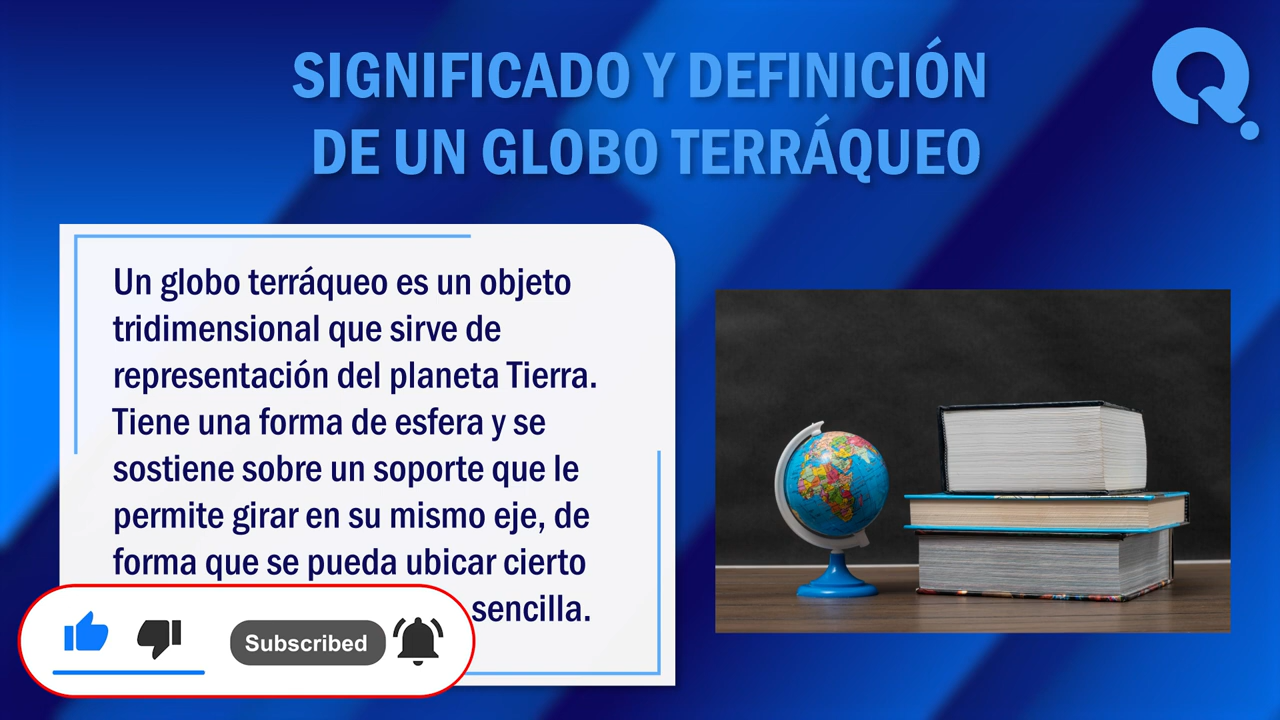 SIGNIFICADO Y DEFINICIÓN
DE UN GLOBO TERRÁQUEO
Un globo terráqueo es un objeto
tridimensional que sirve de
representación del planeta Tierra.
Tiene una forma de esfera y se
sostiene sobre un soporte que le
permite girar en su mismo eje, de
forma que se pueda ubicar cierto
sencilla.
Subscribed